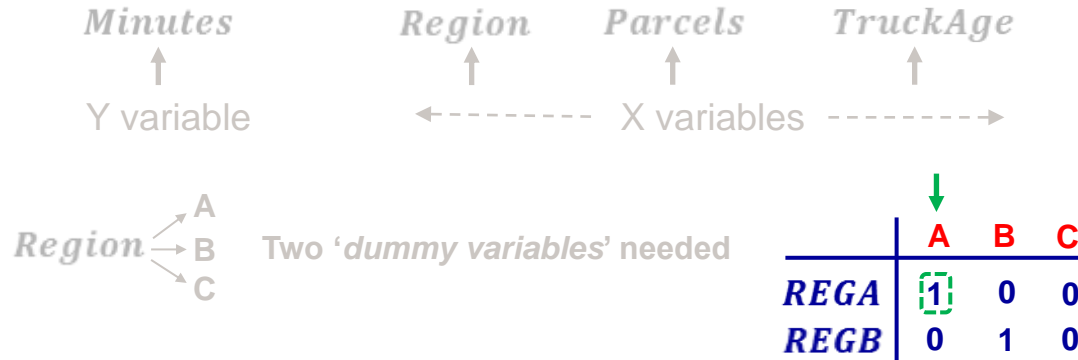 Minutes Region Parcels TruckAge
Y variable X variables
A
Region B Two ‘dummy variables’ needed
C
A B C
REGA 1 0 0
REGB 0 1 0